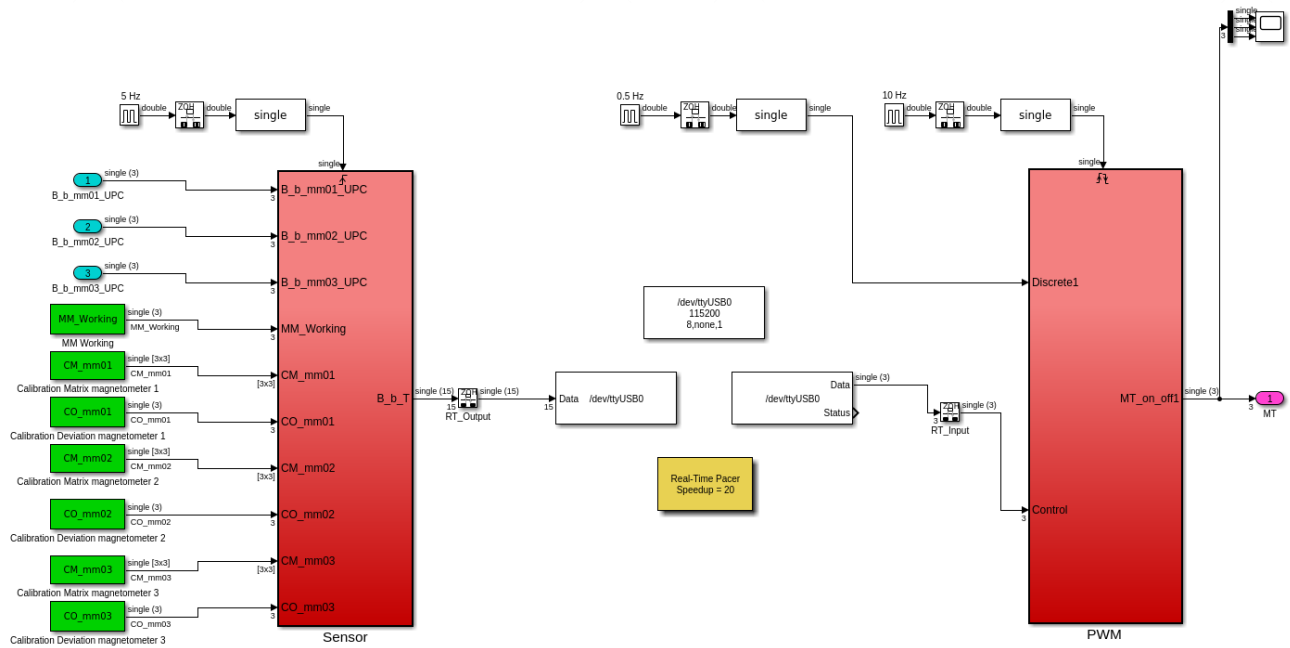 single
single
single
3
5 Hz
double
ZOH
double
single
single
single
0.5 Hz
double
ZOH
double
single
single
10 Hz
double
ZOH
double
single
single
1
single (3)
B_b_mm01_UPC
3
B_b_mm01_UPC
2
single (3)
B_b_mm02_UPC
3
B_b_mm02_UPC
3
single (3)
B_b_mm03_UPC
3
B_b_mm03_UPC
MM_Working
single (3)
MM_Working
MM Working
3
MM_Working
CM_mm01
single [3x3]
CM_mm01
Calibration Matrix magnetometer 1
[3x3]
CM_mm01
CO_mm01
single (3)
CO_mm01
Calibration Deviation magnetometer 1
3
CO_mm01
CM_mm02
single [3x3]
CM_mm02
Calibration Matrix magnetometer 2
[3x3]
CM_mm02
CO_mm02
single (3)
CO_mm02
Calibration Deviation magnetometer 2
3
CO_mm02
CM_mm03
single [3x3]
CM_mm03
Calibration Matrix magnetometer 3
[3x3]
CM_mm03
CO_mm03
single (3)
CO_mm03
Calibration Deviation magnetometer 3
3
CO_mm03
B_b_T
Sensor
single (15)
15
ZOH
RT_Output
single (15)
15
Data
/dev/ttyUSB0
/dev/ttyUSB0
115200
8,none,1
/dev/ttyUSB0
Data
Status
single (3)
3
ZOH
RT_Input
single (3)
3
Real-Time Pacer
Speedup = 20
Discrete1
Control
MT_on_off1
PWM
single (3)
3
1
MT